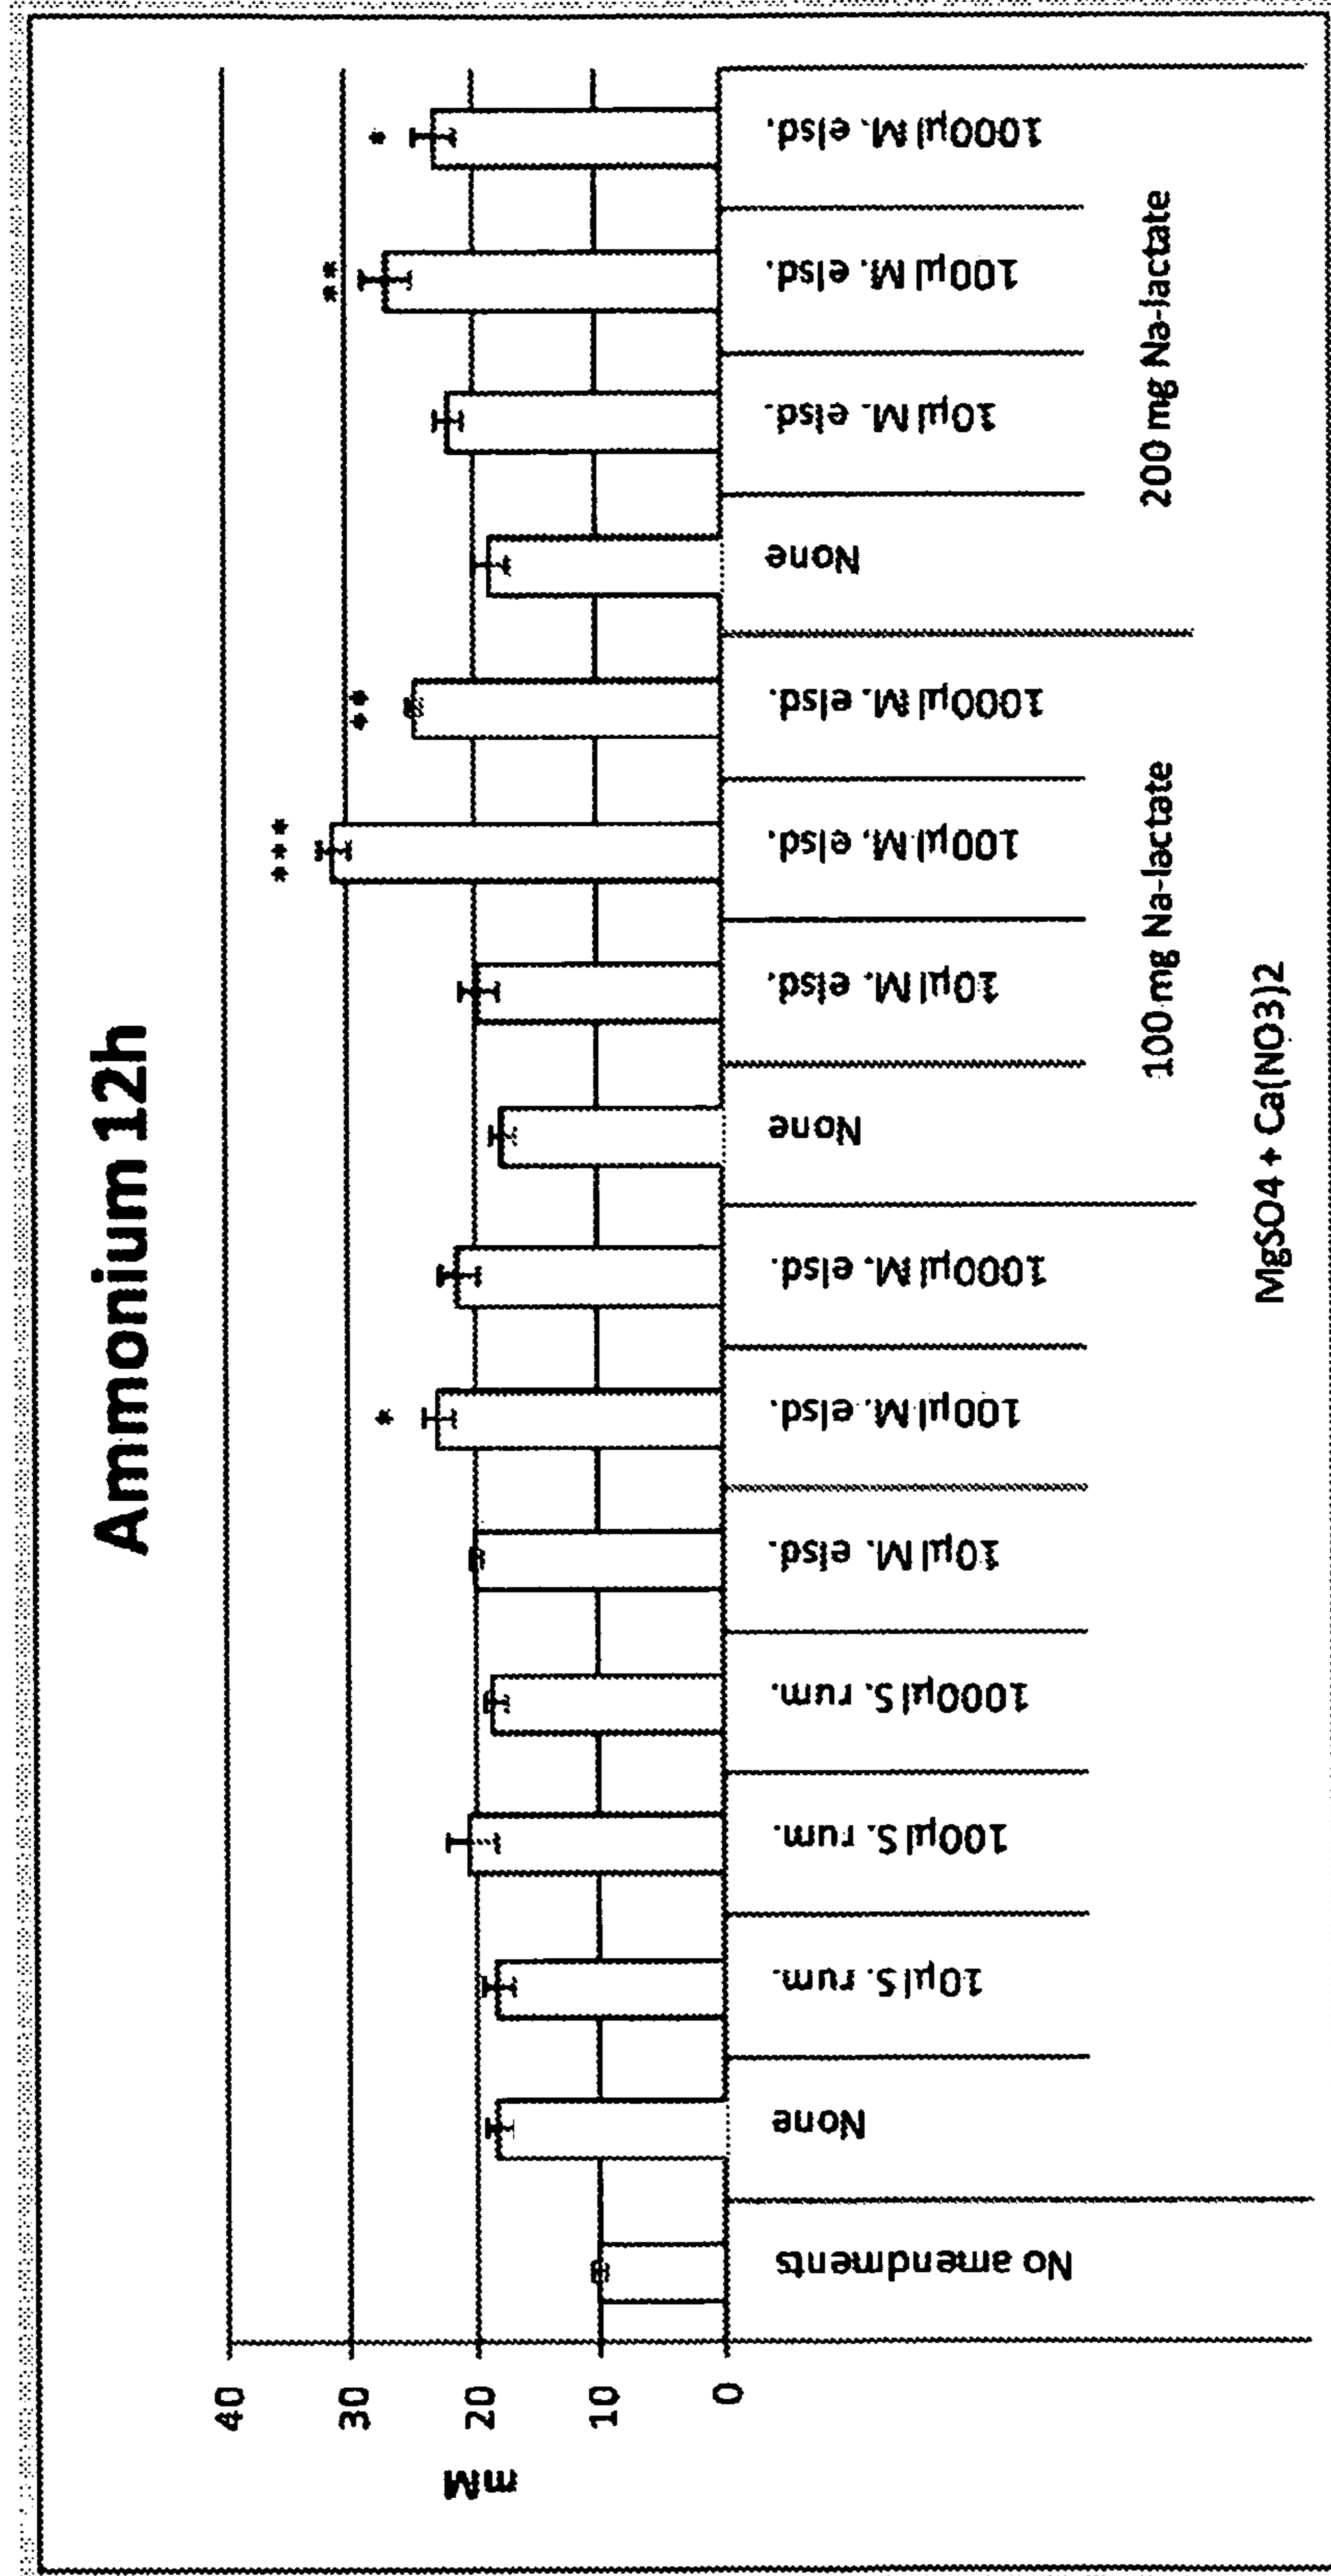 Ammonium 12h
mM
40
30
20
10
0
No amendments
None
10µl S. rum.
100µl S. rum.
1000µl S. rum.
10µl M. elsd.
100µl M. elsd.
1000µl M. elsd.
None
10µl M. elsd.
100µl M. elsd.
1000µl M. elsd.
None
10µl M. elsd.
100µl M. elsd.
1000µl M. elsd.
*
***
**
**
*
100 mg Na-lactate
200 mg Na-lactate
MgSO4 + Ca(NO3)2